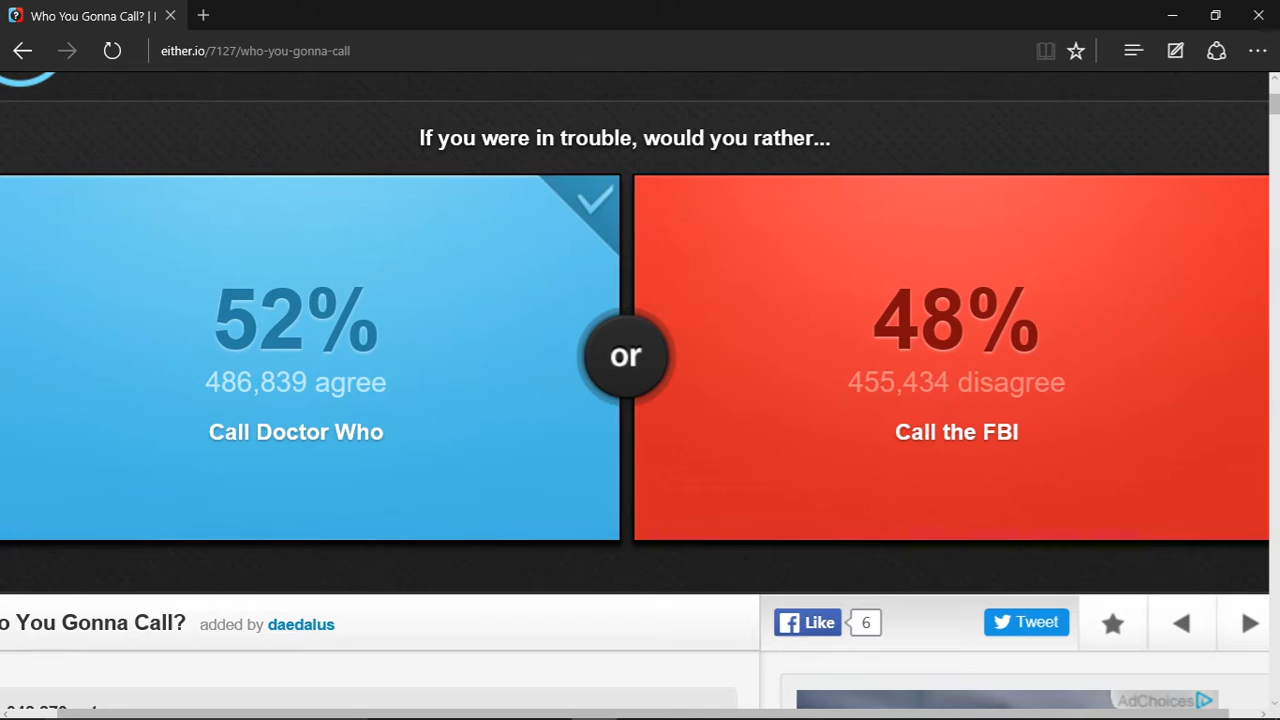 Who You Gonna Call? |
either.io/7127/who-you-gonna-call
If you were in trouble, would you rather...
52%
486,839 agree
Call Doctor Who
or
48%
455,434 disagree
Call the FBI
o You Gonna Call? added by daedalus
Like 6
Tweet
AdChoices